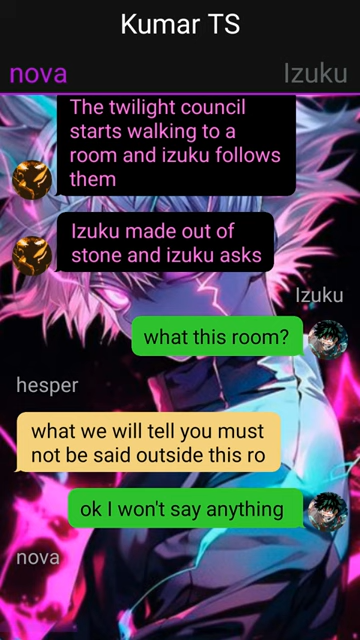 Kumar TS
nova
Izuku
The twilight council
starts walking to a
room and izuku follows
them
Izuku made out of
stone and izuku asks
Izuku
what this room?
hesper
what we will tell you must
not be said outside this ro
ok I won't say anything
nova